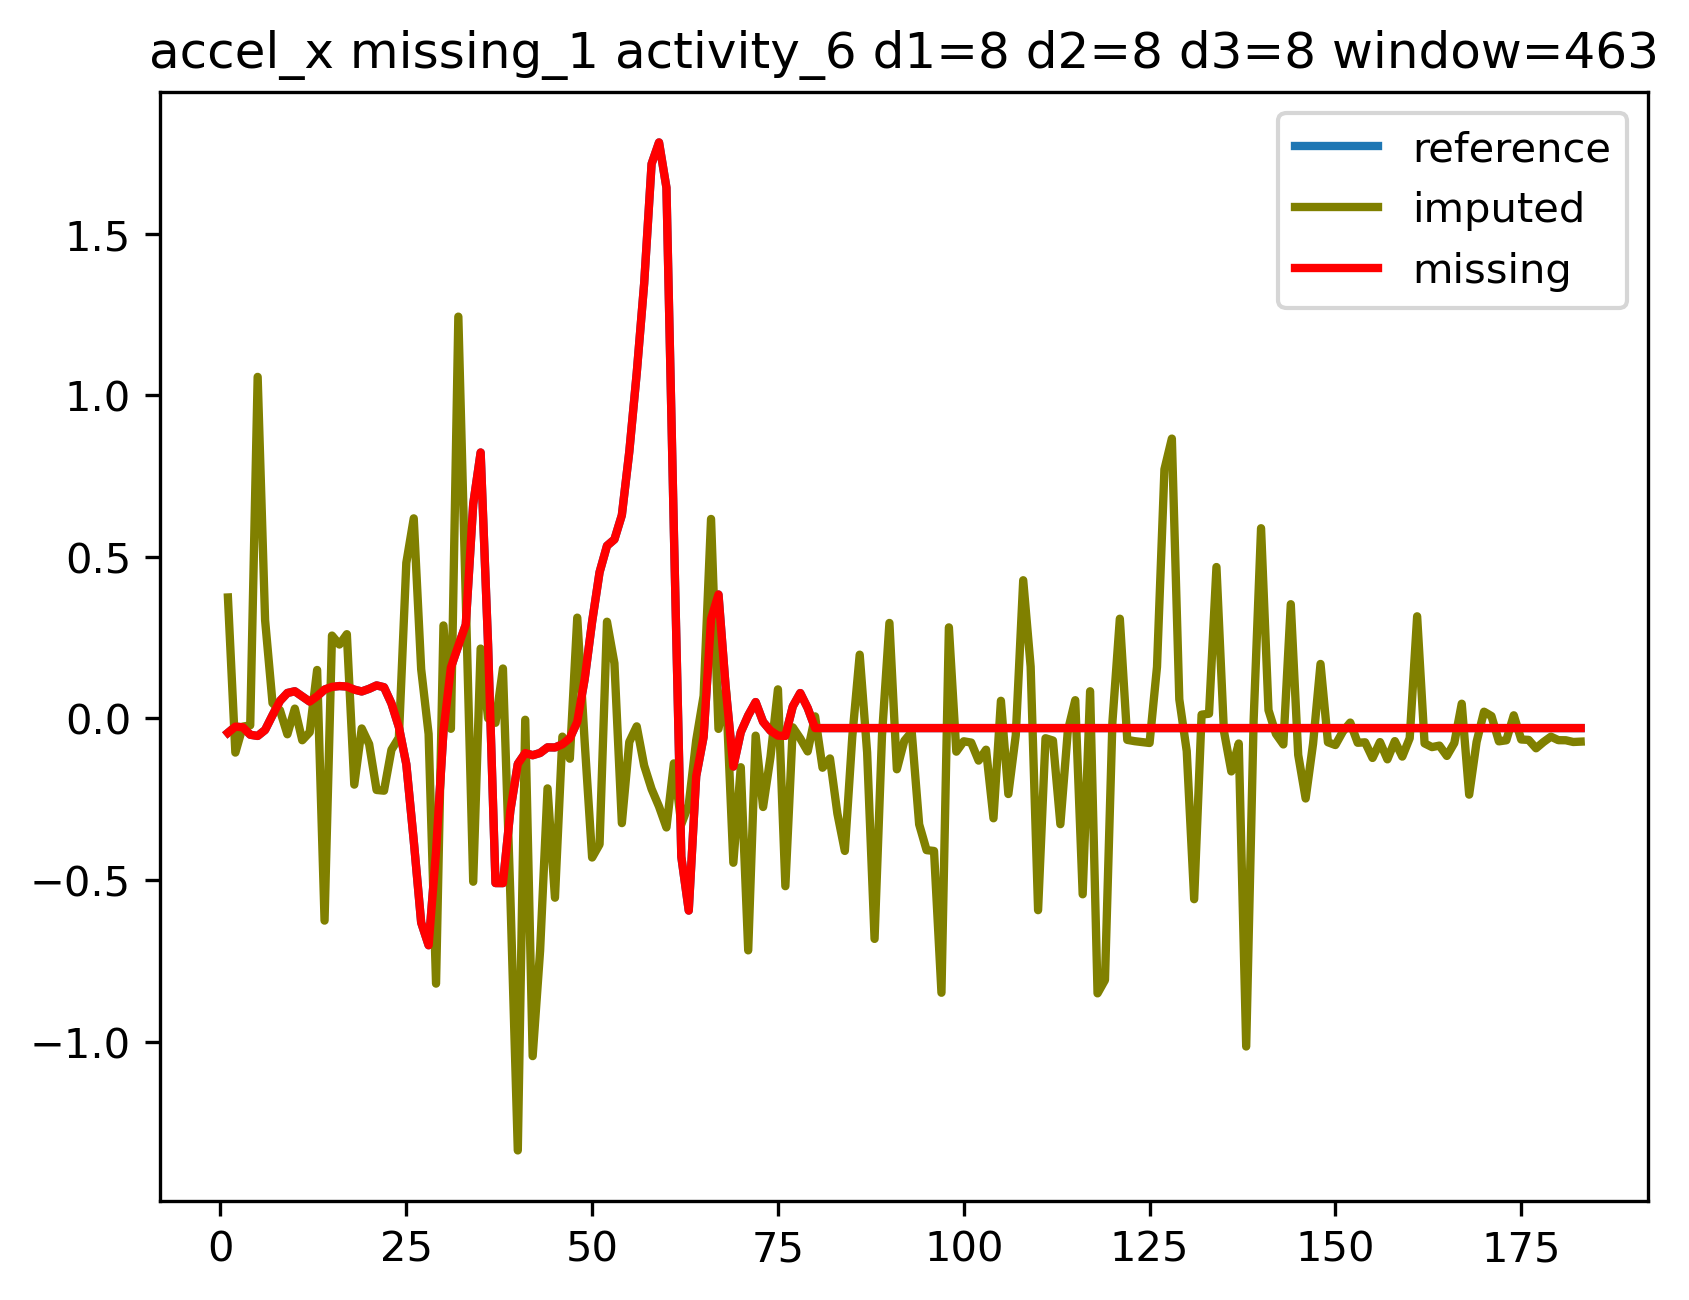 accel_x missing_1 activity_6 d1=8 d2=8 d3=8 window=463
reference
imputed
missing
1.5
1.0
0.5
0.0
−0.5
−1.0
0 25 50 75 100 125 150 175